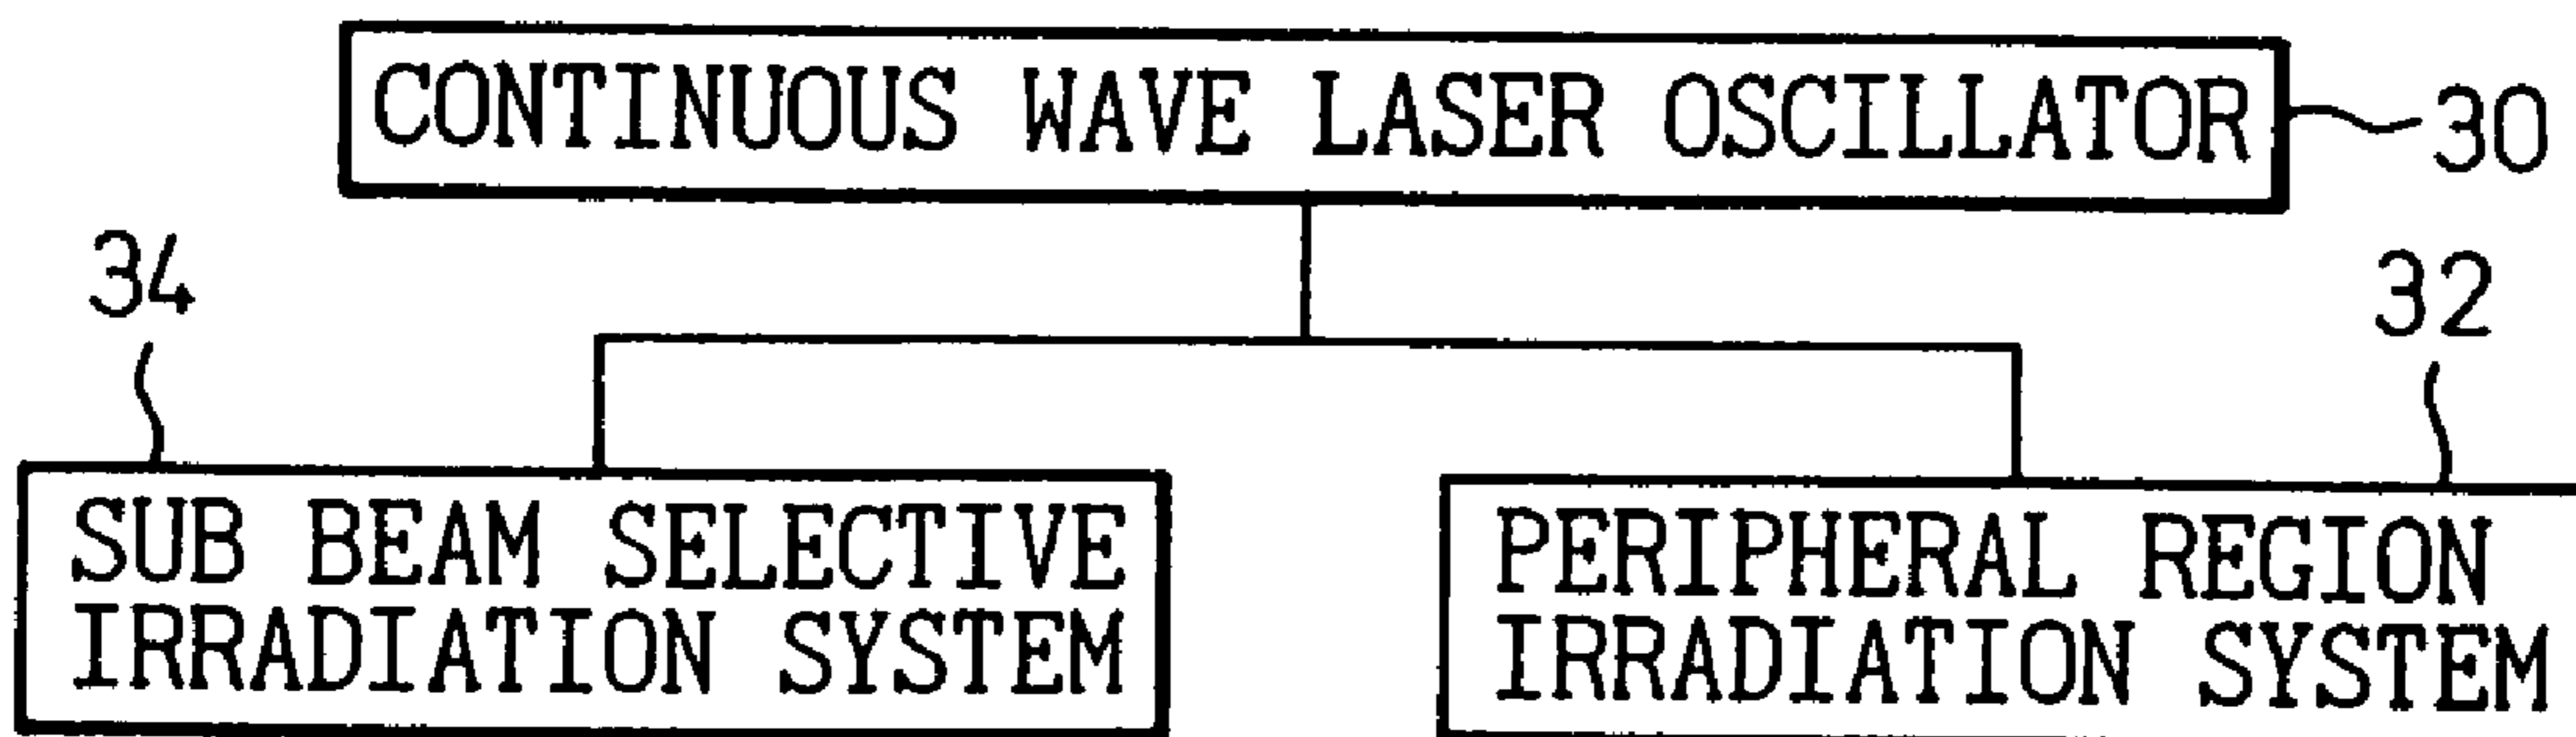 CONTINUOUS WAVE LASER OSCILLATOR
30
34
32
SUB BEAM SELECTIVE
IRRADIATION SYSTEM
PERIPHERAL REGION
IRRADIATION SYSTEM